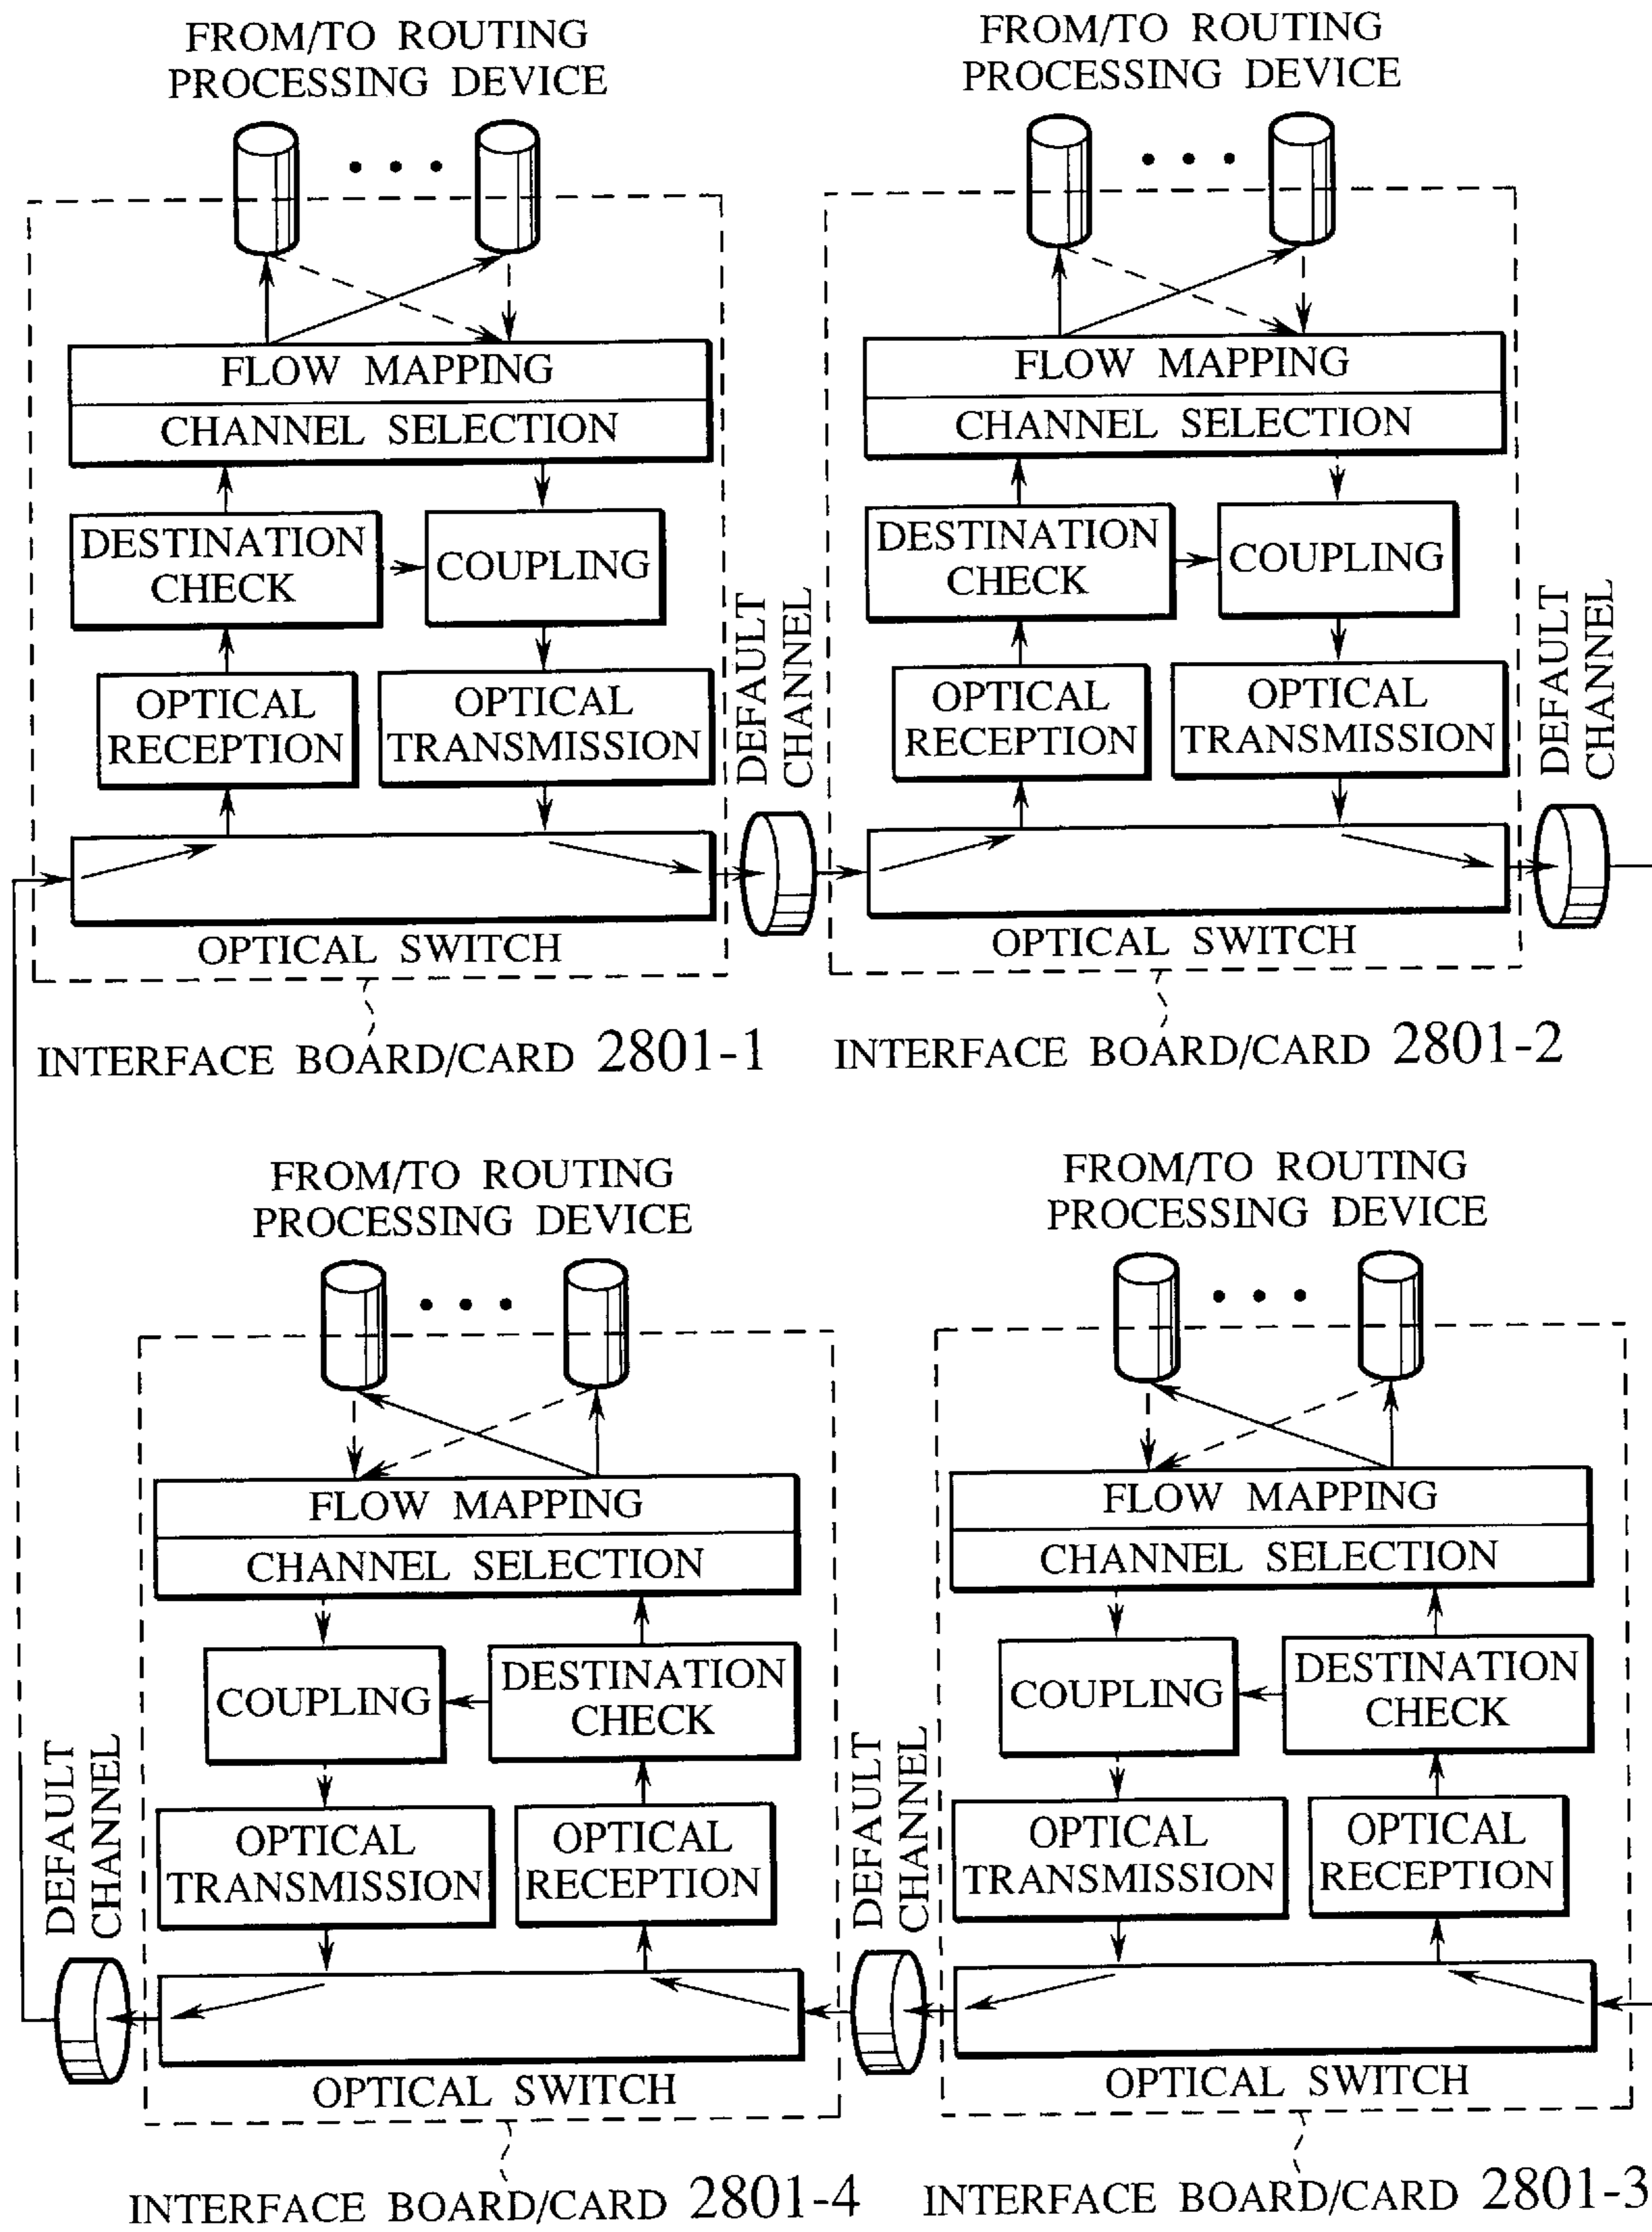 FROM/TO ROUTING
PROCESSING DEVICE
FLOW MAPPING
CHANNEL SELECTION
DESTINATION
CHECK
COUPLING
OPTICAL
RECEPTION
OPTICAL
TRANSMISSION
OPTICAL SWITCH
DEFAULT
CHANNEL
INTERFACE BOARD/CARD 2801-1
FROM/TO ROUTING
PROCESSING DEVICE
FLOW MAPPING
CHANNEL SELECTION
DESTINATION
CHECK
COUPLING
OPTICAL
RECEPTION
OPTICAL
TRANSMISSION
OPTICAL SWITCH
DEFAULT
CHANNEL
INTERFACE BOARD/CARD 2801-2
FROM/TO ROUTING
PROCESSING DEVICE
FLOW MAPPING
CHANNEL SELECTION
COUPLING
DESTINATION
CHECK
DEFAULT
CHANNEL
OPTICAL
TRANSMISSION
OPTICAL
RECEPTION
OPTICAL SWITCH
INTERFACE BOARD/CARD 2801-4
FROM/TO ROUTING
PROCESSING DEVICE
FLOW MAPPING
CHANNEL SELECTION
COUPLING
DESTINATION
CHECK
DEFAULT
CHANNEL
OPTICAL
TRANSMISSION
OPTICAL
RECEPTION
OPTICAL SWITCH
INTERFACE BOARD/CARD 2801-3